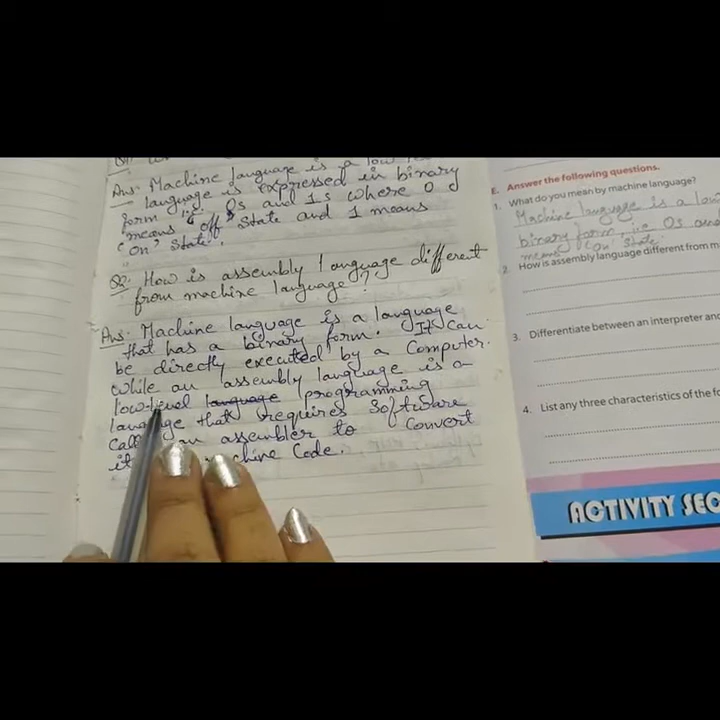 Ans: Machine language is a low
language is expressed in binary
form i.e. 0s and 1s where 0
means "off" State and 1 means
'On' State.
Q2. How is assembly language different
from machine language?
Ans: Machine language is a language
that has a binary form. It can
be directly executed by a Computer.
While an assembly language is a
low-level language programming
language that requires Software
Call an assembler to Convert
it chine Code.
E. Answer the following questions.
1. What do you mean by machine language?
Machine language is a low
binary form, i.e 0s and
means 'On' State.
2. How is assembly language different from m
3. Differentiate between an interpreter and
4. List any three characteristics of the fo
ACTIVITY SEC